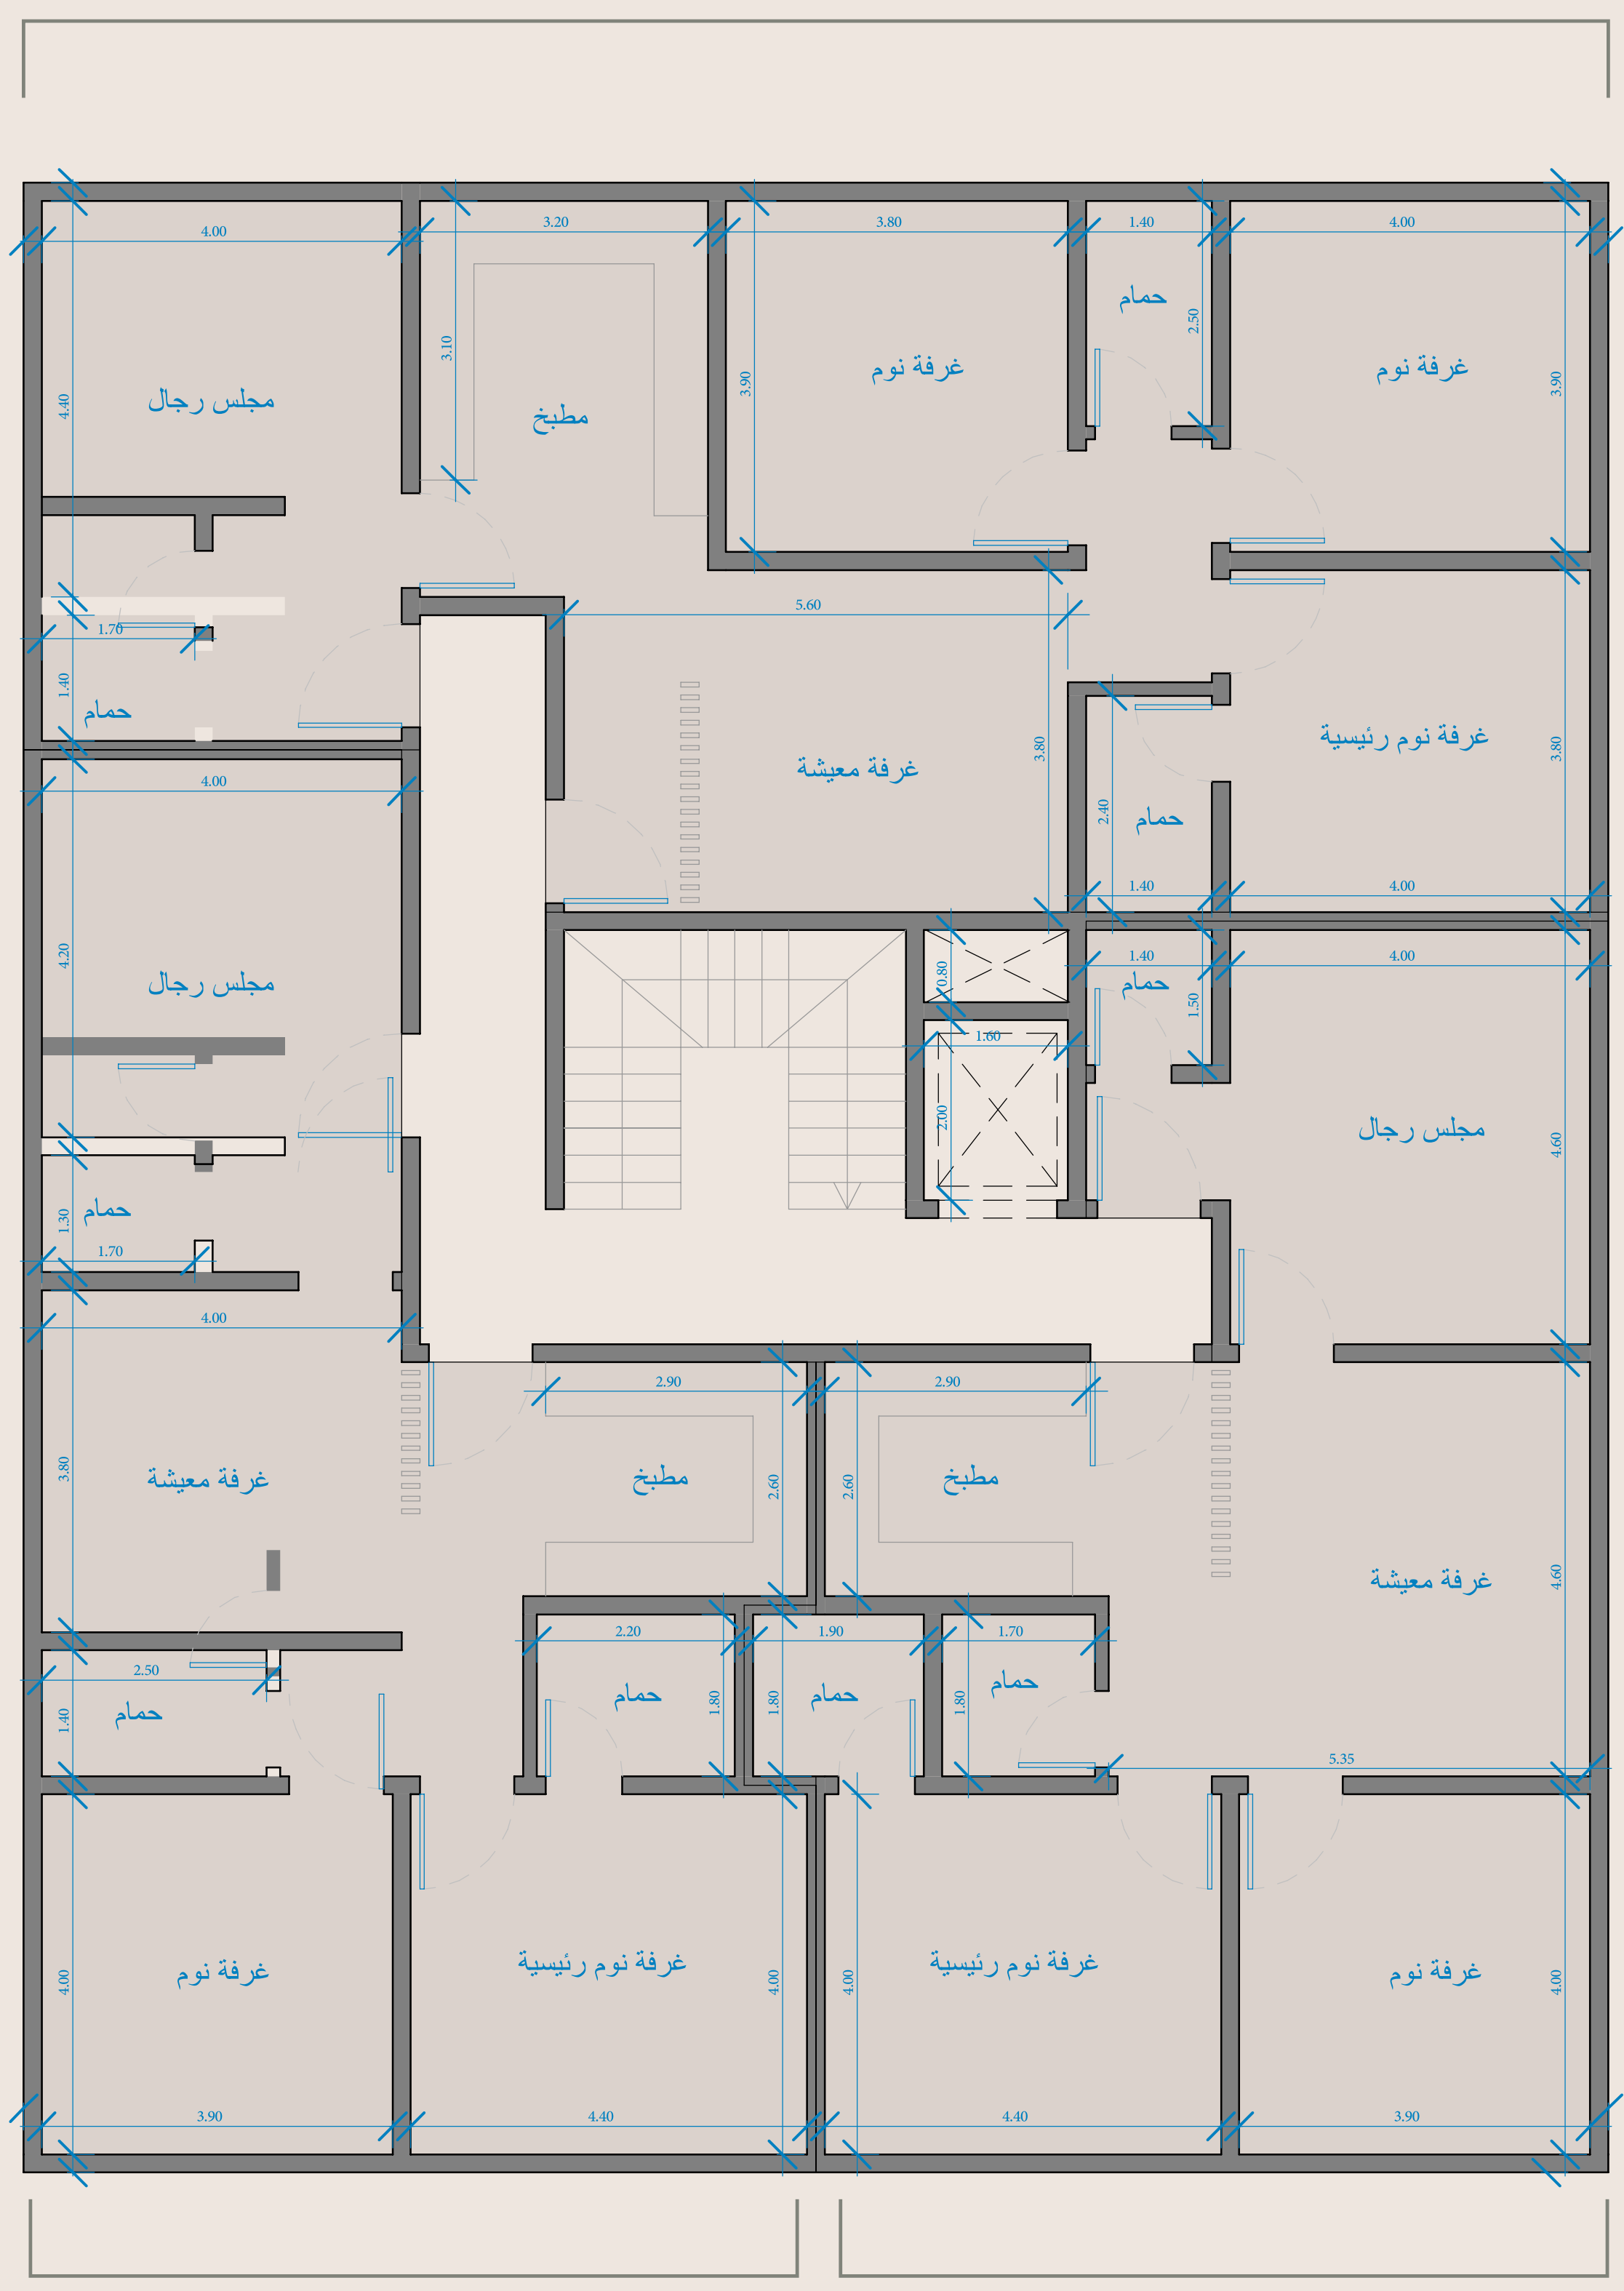 4.00
3.20
3.80
1.40
4.00
حمام
2.50
3.10
غرفة نوم
غرفة نوم
3.90
3.90
مجلس رجال
4.40
مطبخ
5.60
1.70
1.40
حمام
غرفة نوم رئيسية
غرفة معيشة
3.80
3.80
4.00
2.40
حمام
1.40
4.00
4.20
مجلس رجال
0.80
1.40
حمام
4.00
1.50
1.60
2.00
مجلس رجال
4.60
حمام
1.30
1.70
4.00
2.90
2.90
3.80
غرفة معيشة
مطبخ
2.60
2.60
مطبخ
غرفة معيشة
4.60
2.20
1.90
1.70
2.50
حمام
1.40
حمام
1.80
1.80
حمام
1.80
حمام
5.35
غرفة نوم
4.00
غرفة نوم رئيسية
4.00
4.00
غرفة نوم رئيسية
غرفة نوم
4.00
3.90
4.40
4.40
3.90